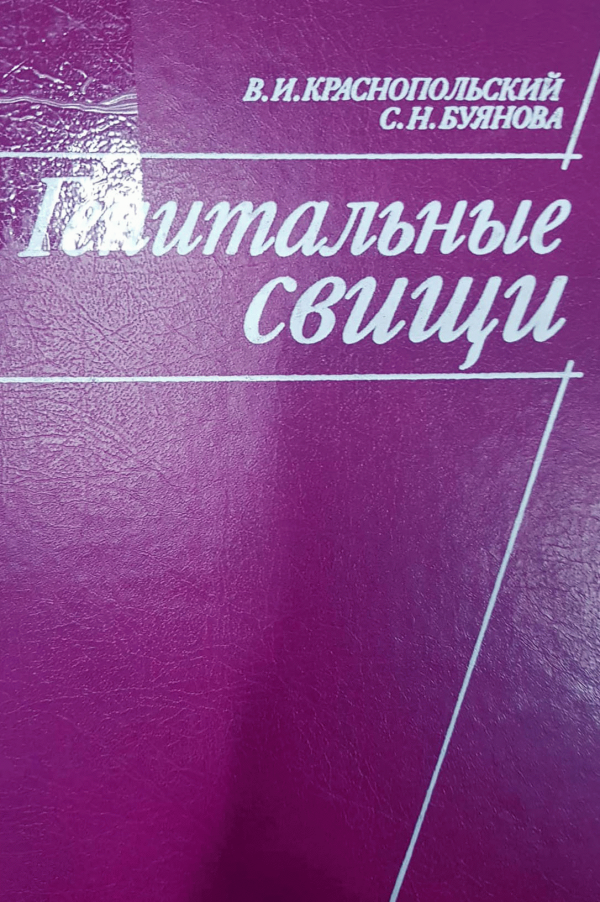 В.И.КРАСНОПОЛЬСКИЙ
С.Н.БУЯНОВА
Генитальные
свищи